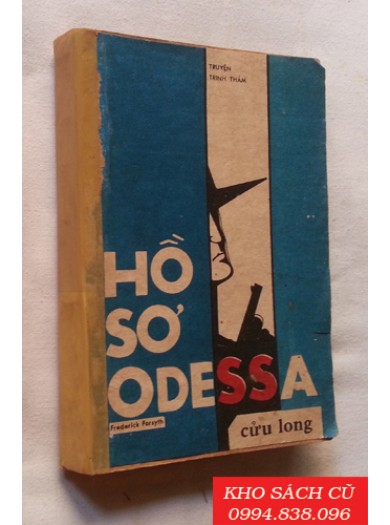 TRUYỆN
TRINH THÁM
HỒ
SƠ
ODESSA
Frederick Forsyth
cửu long
KHO SÁCH CŨ
0994.838.096